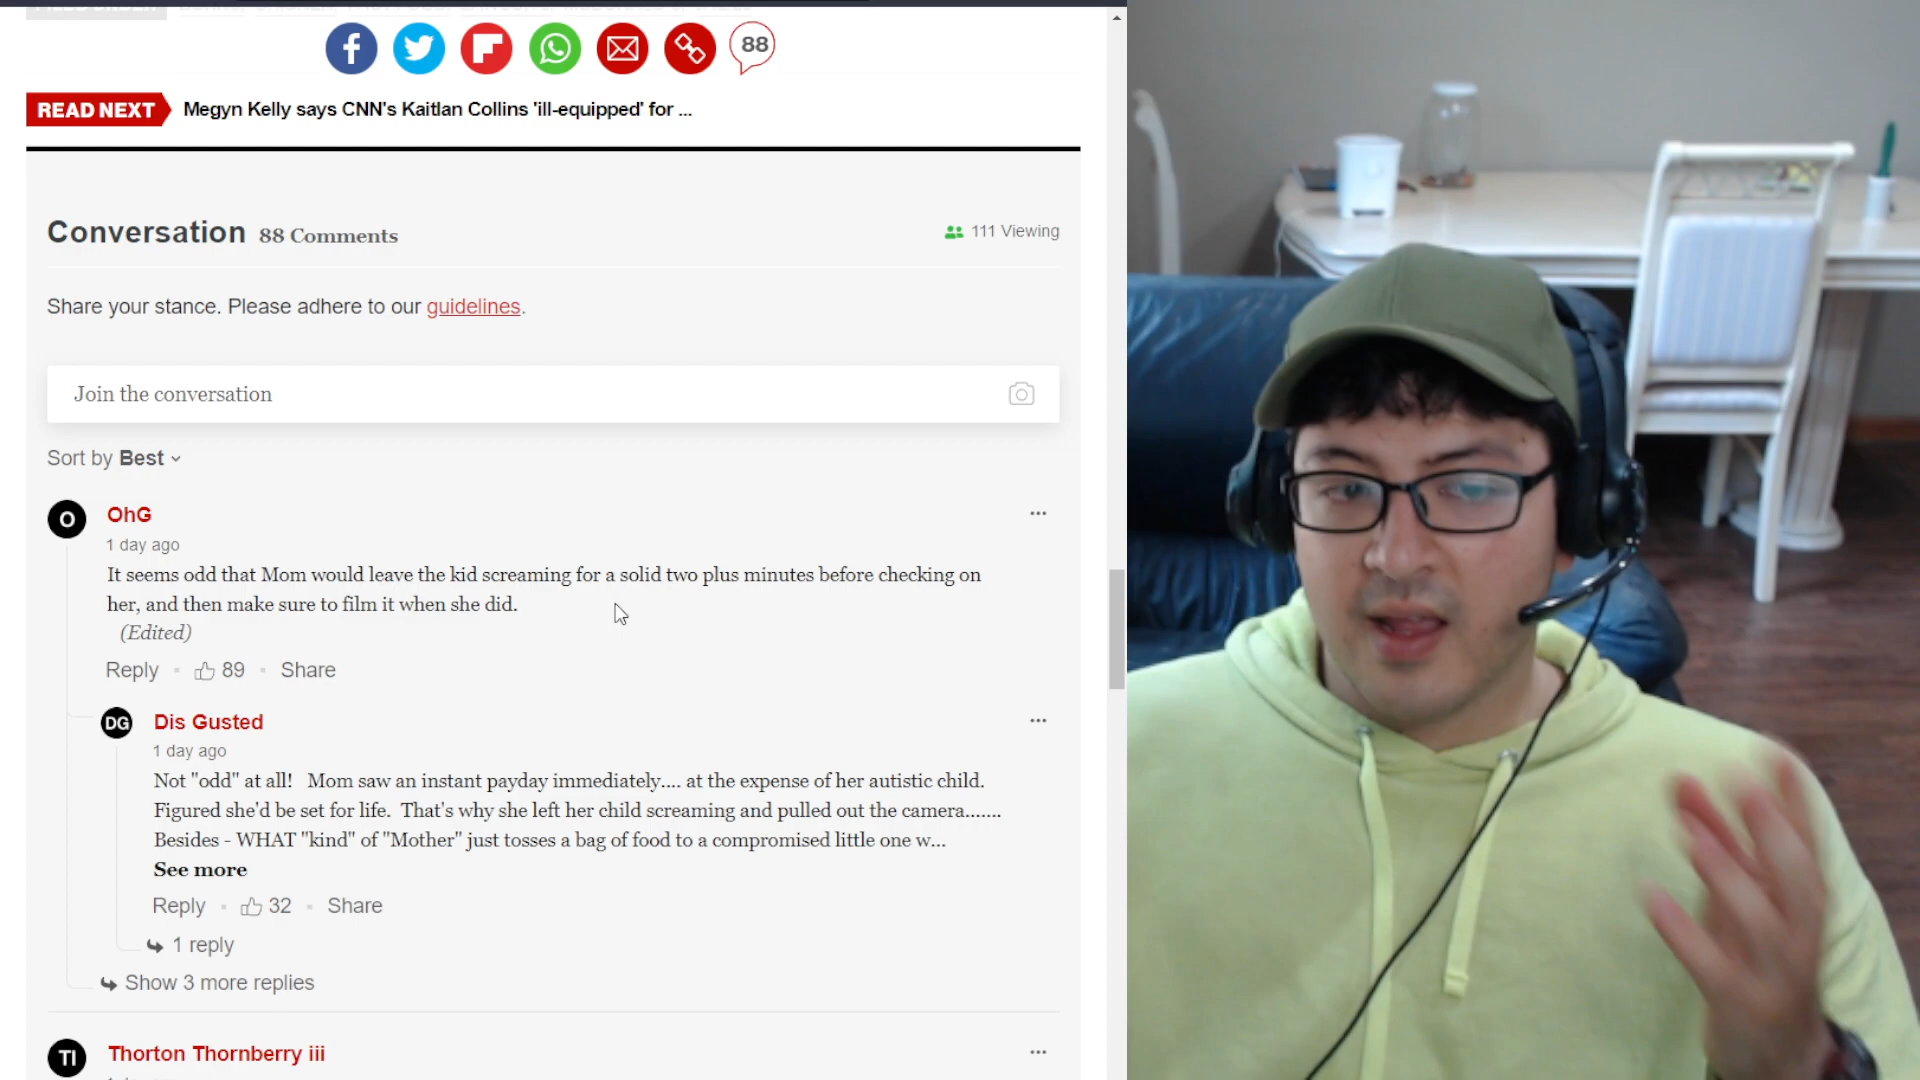 88
READ NEXT Megyn Kelly says CNN's Kaitlan Collins 'ill-equipped' for ...
Conversation 88 Comments
111 Viewing
Share your stance. Please adhere to our guidelines.
Join the conversation
Sort by Best
O OhG
1 day ago
It seems odd that Mom would leave the kid screaming for a solid two plus minutes before checking on
her, and then make sure to film it when she did.
(Edited)
Reply 89 Share
DG Dis Gusted
1 day ago
Not "odd" at all! Mom saw an instant payday immediately.... at the expense of her autistic child.
Figured she'd be set for life. That's why she left her child screaming and pulled out the camera.......
Besides - WHAT "kind" of "Mother" just tosses a bag of food to a compromised little one w...
See more
Reply 32 Share
1 reply
Show 3 more replies
TI Thorton Thornberry iii